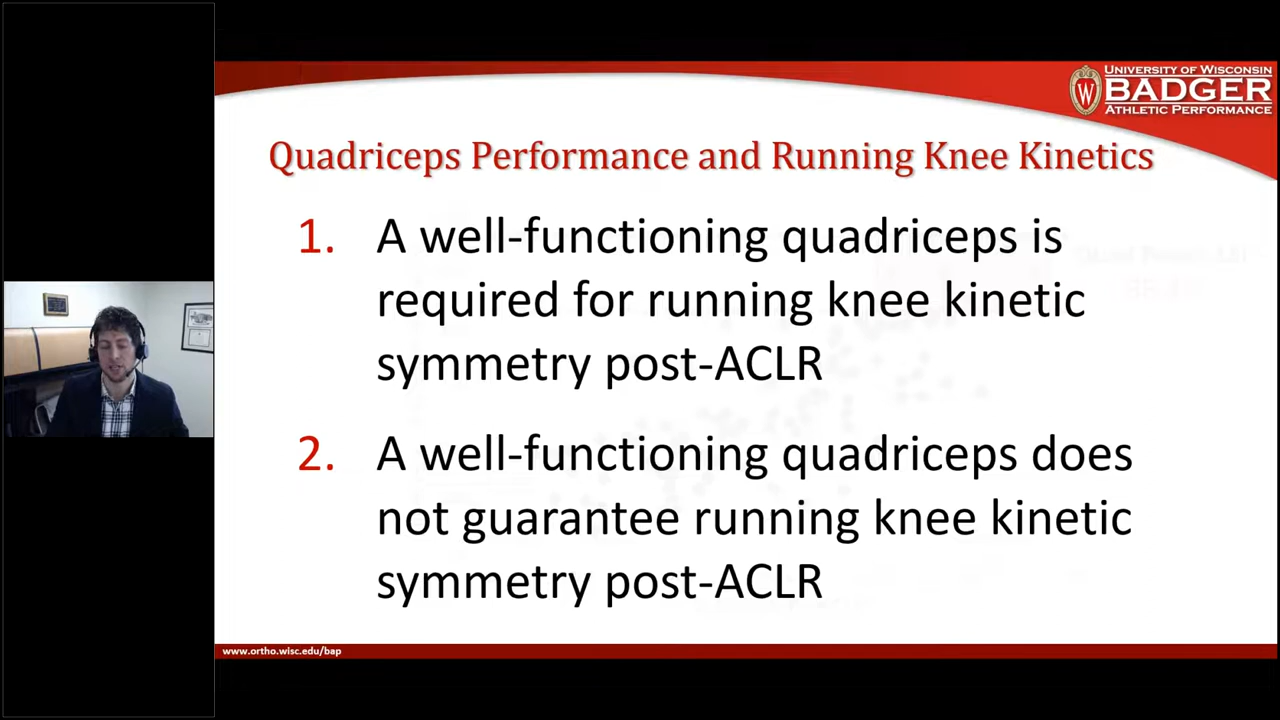 UNIVERSITY OF WISCONSIN
BADGER
ATHLETIC PERFORMANCE
Quadriceps Performance and Running Knee Kinetics
1. A well-functioning quadriceps is
required for running knee kinetic
symmetry post-ACLR
2. A well-functioning quadriceps does
not guarantee running knee kinetic
symmetry post-ACLR
www.ortho.wisc.edu/bap